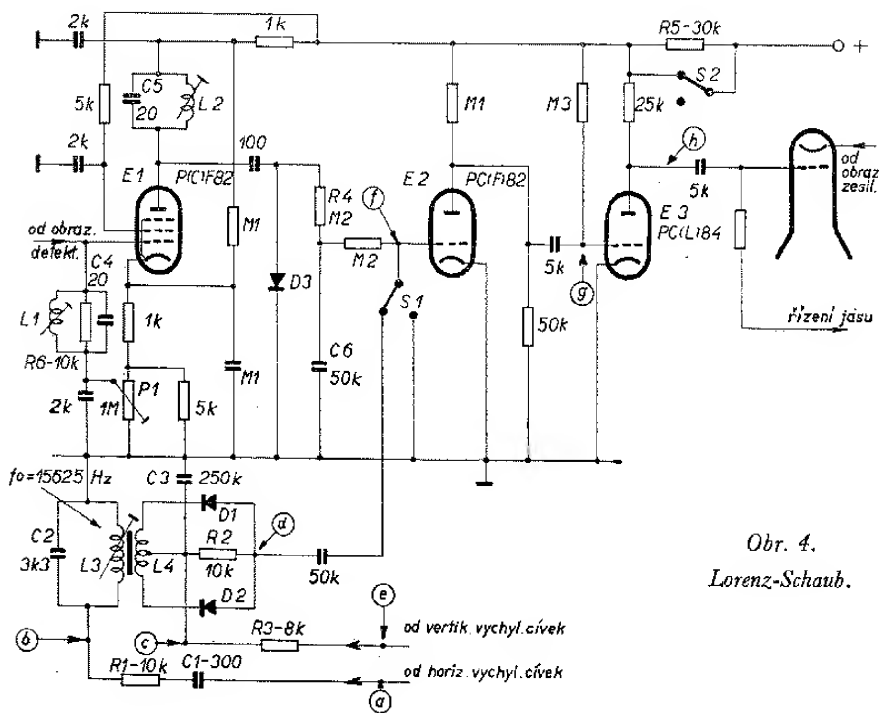 2k
1k
R5-30k
+
C5
20
L2
5k
M1
M3
25k
S2
2k
100
h
E1
P(C)F82
R4
M2
f
E2
PC(F)82
5k
od
obraz
zesil.
od obraz.
detekt.
M1
M2
E3
PC(L)84
C4
20
D3
S1
5k
g
L1
1k
50k
řízení jasu
R6-10k
C6
50k
M1
P1
2k
1M
5k
fo=15625 Hz
C3
250k
D1
d
C2
3k3
L3
L4
R2
10k
50k
D2
e
b
c
R3-8k
od vertik. vychyl. cívek
R1-10k
C1-300
od horiz. vychyl. cívek
a
Obr. 4.
Lorenz-Schaub.